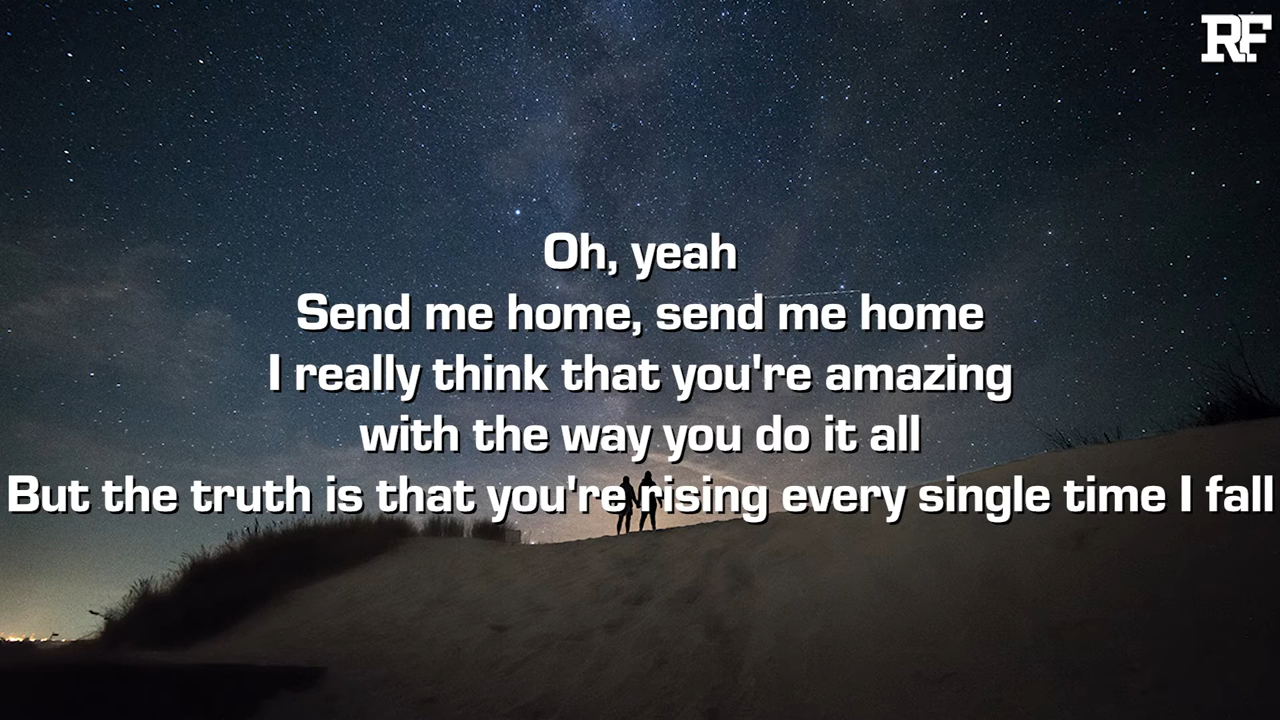 RF
Oh, yeah
Send me home, send me home
I really think that you're amazing
with the way you do it all
But the truth is that you're rising every single time I fall